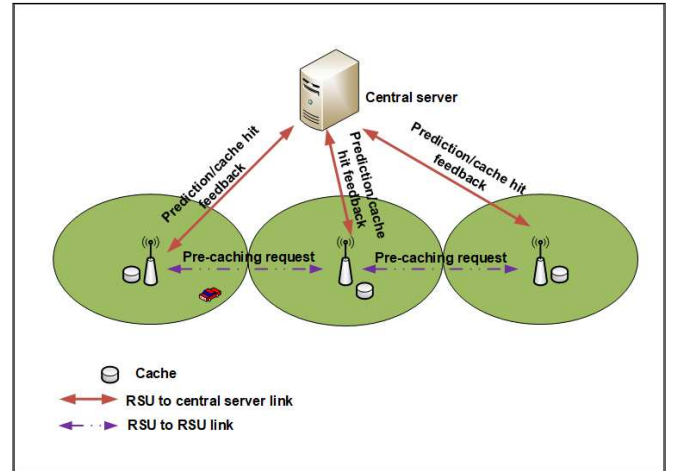 Central server
Prediction/cache hit
feedback
Prediction/cache
hit feedback
Prediction/cache hit
feedback
Pre-caching request
Pre-caching request
Cache
RSU to central server link
RSU to RSU link